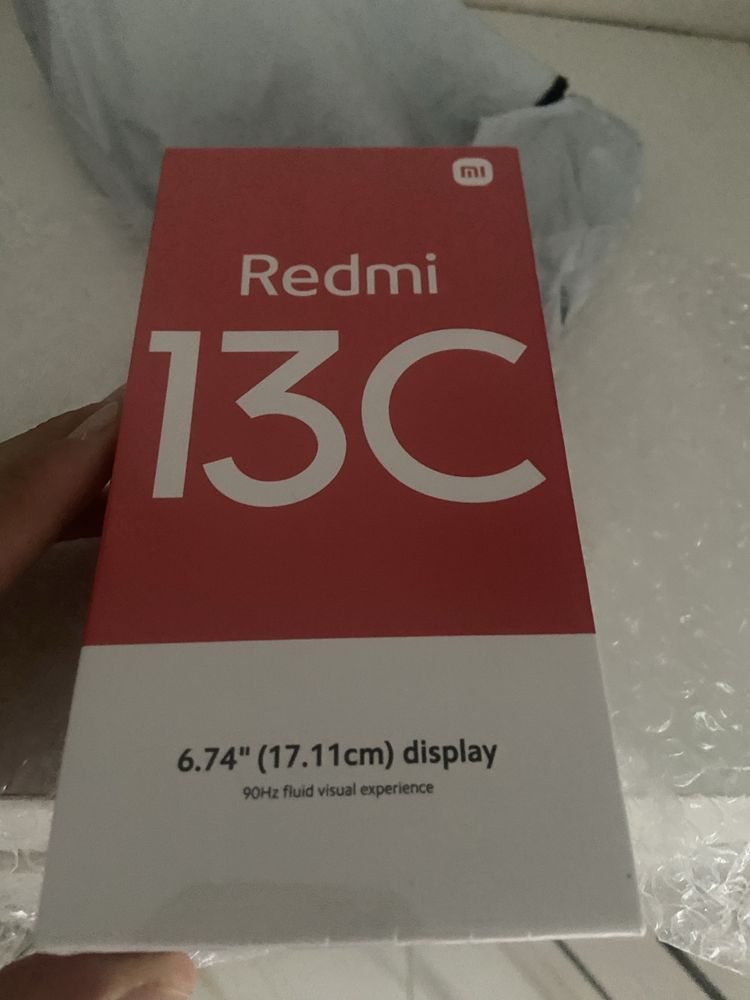 mi
Redmi
13C
6.74" (17.11cm) display
90Hz fluid visual experience